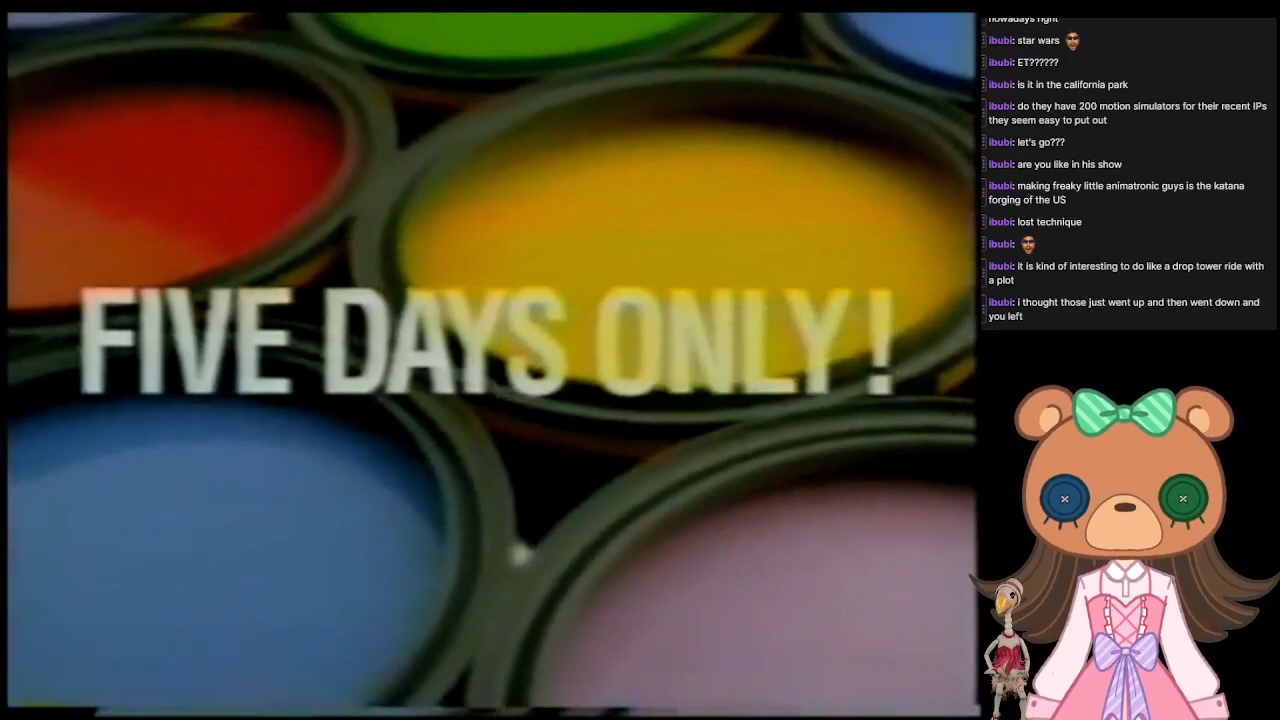 FIVE DAYS ONLY!
nowadays right
ibubi: star wars
ibubi: ET??????
ibubi: is it in the california park
ibubi: do they have 200 motion simulators for their recent IPs
they seem easy to put out
ibubi: let's go???
ibubi: are you like in his show
ibubi: making freaky little animatronic guys is the katana
forging of the US
ibubi: lost technique
ibubi:
ibubi: it is kind of interesting to do like a drop tower ride with
a plot
ibubi: i thought those just went up and then went down and
you left